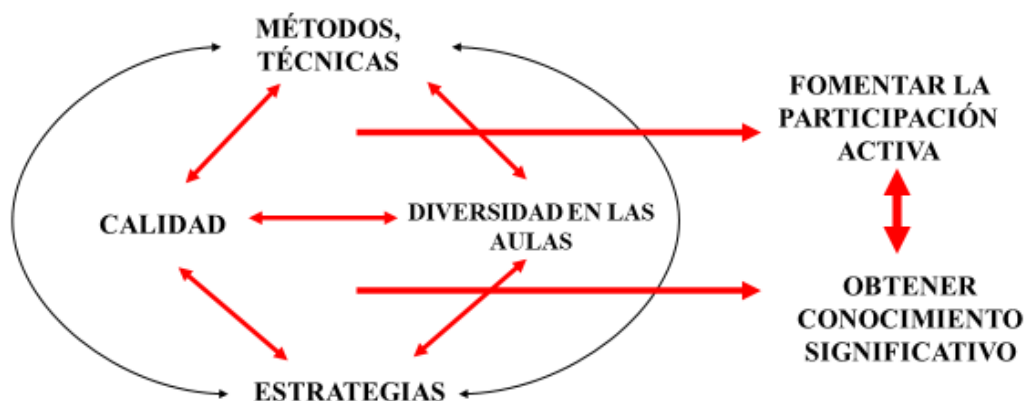 MÉTODOS,
TÉCNICAS
FOMENTAR LA
PARTICIPACIÓN
ACTIVA
CALIDAD
DIVERSIDAD EN LAS
AULAS
OBTENER
CONOCIMIENTO
SIGNIFICATIVO
ESTRATEGIAS